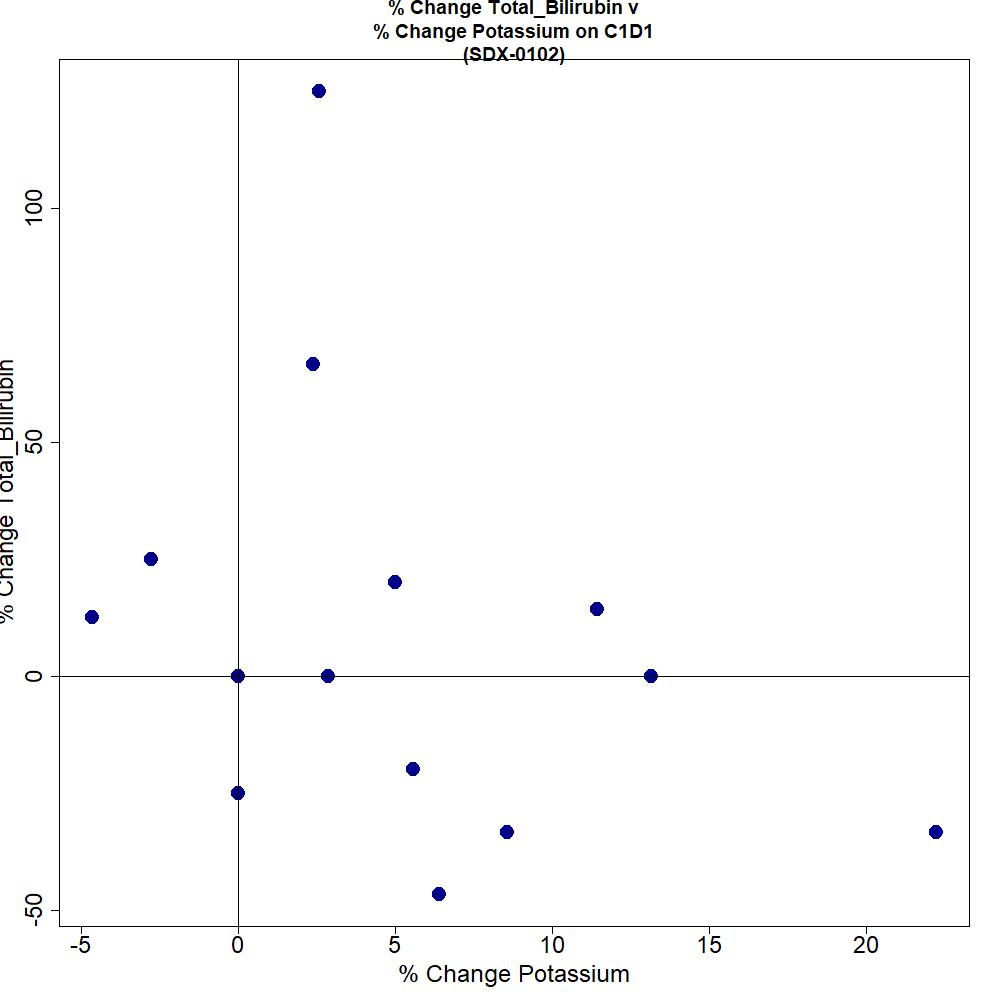 % Change Total_Bilirubin v
% Change Potassium on C1D1
(SDX-0102)
% Change Total_Bilirubin
100
50
0
-50
-5
0
5
10
15
20
% Change Potassium